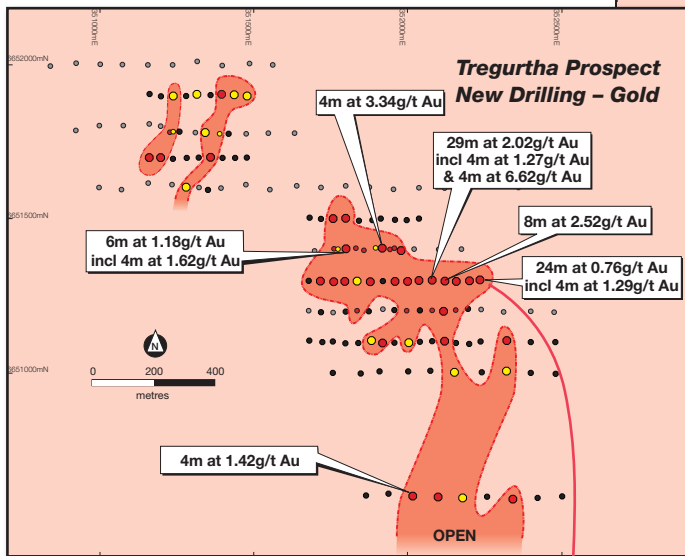 Tregurtha Prospect
New Drilling – Gold
4m at 3.34g/t Au
29m at 2.02g/t Au
incl 4m at 1.27g/t Au
& 4m at 6.62g/t Au
8m at 2.52g/t Au
6m at 1.18g/t Au
incl 4m at 1.62g/t Au
24m at 0.76g/t Au
incl 4m at 1.29g/t Au
N
0 200 400
metres
4m at 1.42g/t Au
OPEN